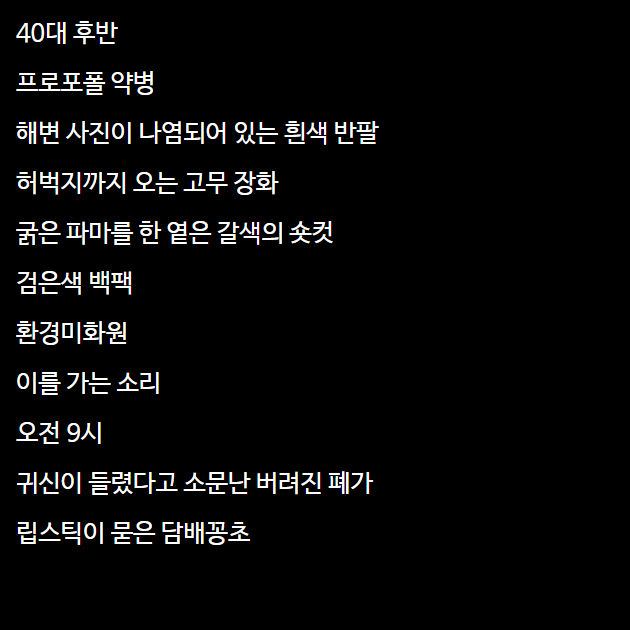 40대 후반
프로포폴 약병
해변 사진이 나염되어 있는 흰색 반팔
허벅지까지 오는 고무 장화
굵은 파마를 한 옅은 갈색의 숏컷
검은색 백팩
환경미화원
이를 가는 소리
오전 9시
귀신이 들렸다고 소문난 버려진 폐가
립스틱이 묻은 담배꽁초